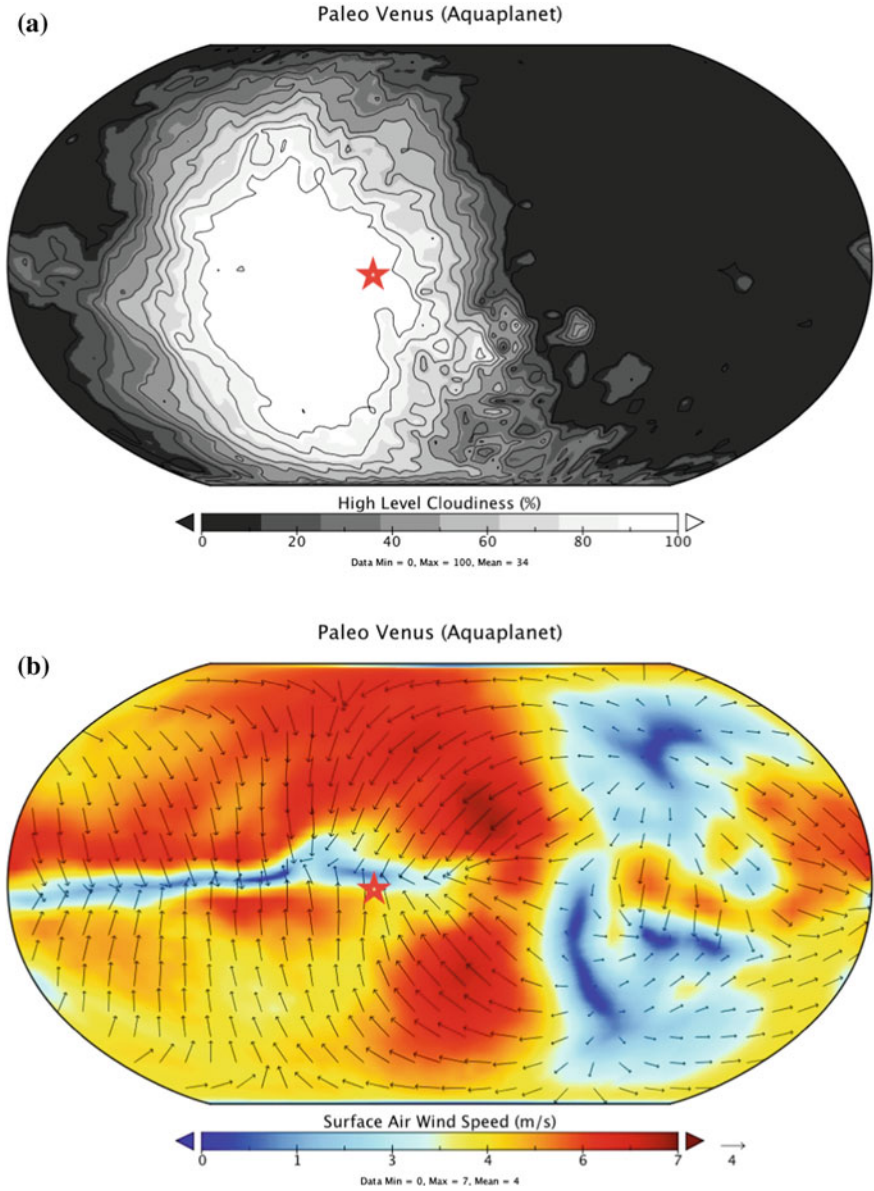 Paleo Venus (Aquaplanet)
(a)
High Level Cloudiness (%)
0 20 40 60 80 100
Data Min = 0, Max = 100, Mean = 34
Paleo Venus (Aquaplanet)
(b)
Surface Air Wind Speed (m/s)
0 1 3 4 6 7 4
Data Min = 0, Max = 7, Mean = 4